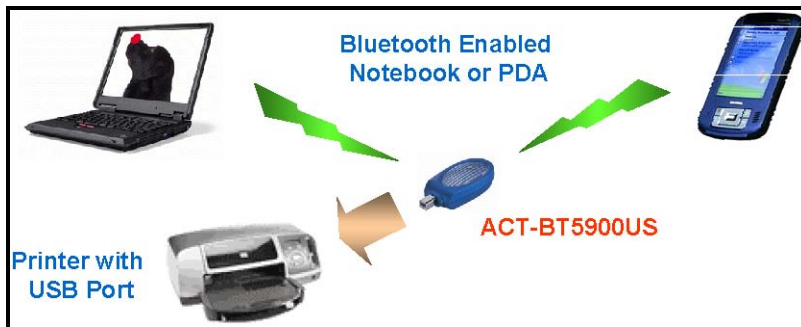 Bluetooth Enabled
Notebook or PDA
ACT-BT5900US
Printer with
USB Port